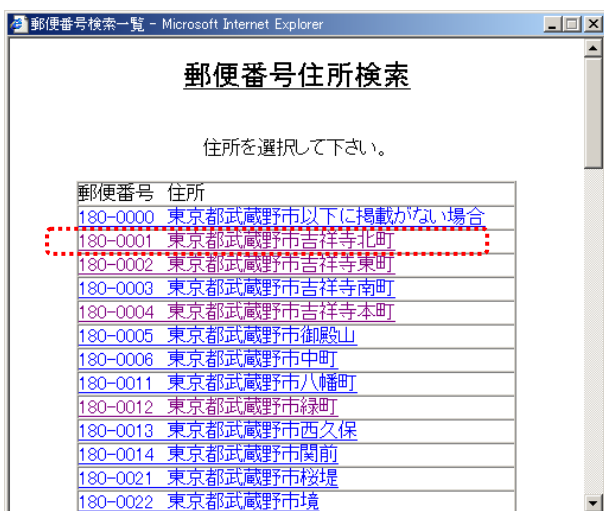 郵便番号検索一覧 - Microsoft Internet Explorer
郵便番号住所検索
住所を選択して下さい。
郵便番号 住所
180-0000 東京都武蔵野市以下に掲載がない場合
180-0001 東京都武蔵野市吉祥寺北町
180-0002 東京都武蔵野市吉祥寺東町
180-0003 東京都武蔵野市吉祥寺南町
180-0004 東京都武蔵野市吉祥寺本町
180-0005 東京都武蔵野市御殿山
180-0006 東京都武蔵野市中町
180-0011 東京都武蔵野市八幡町
180-0012 東京都武蔵野市緑町
180-0013 東京都武蔵野市西久保
180-0014 東京都武蔵野市関前
180-0021 東京都武蔵野市桜堤
180-0022 東京都武蔵野市境